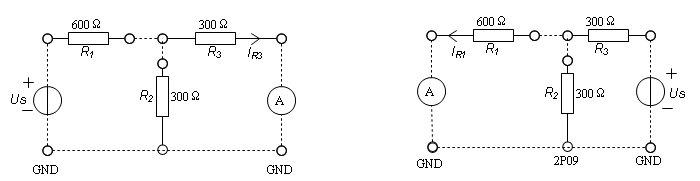 600 Ω
300 Ω
R1
R3
IR3
+
Us
−
R2
300 Ω
A
GND
GND
600 Ω
300 Ω
IR1
R1
R3
A
R2
300 Ω
+
Us
−
GND
2P09
GND